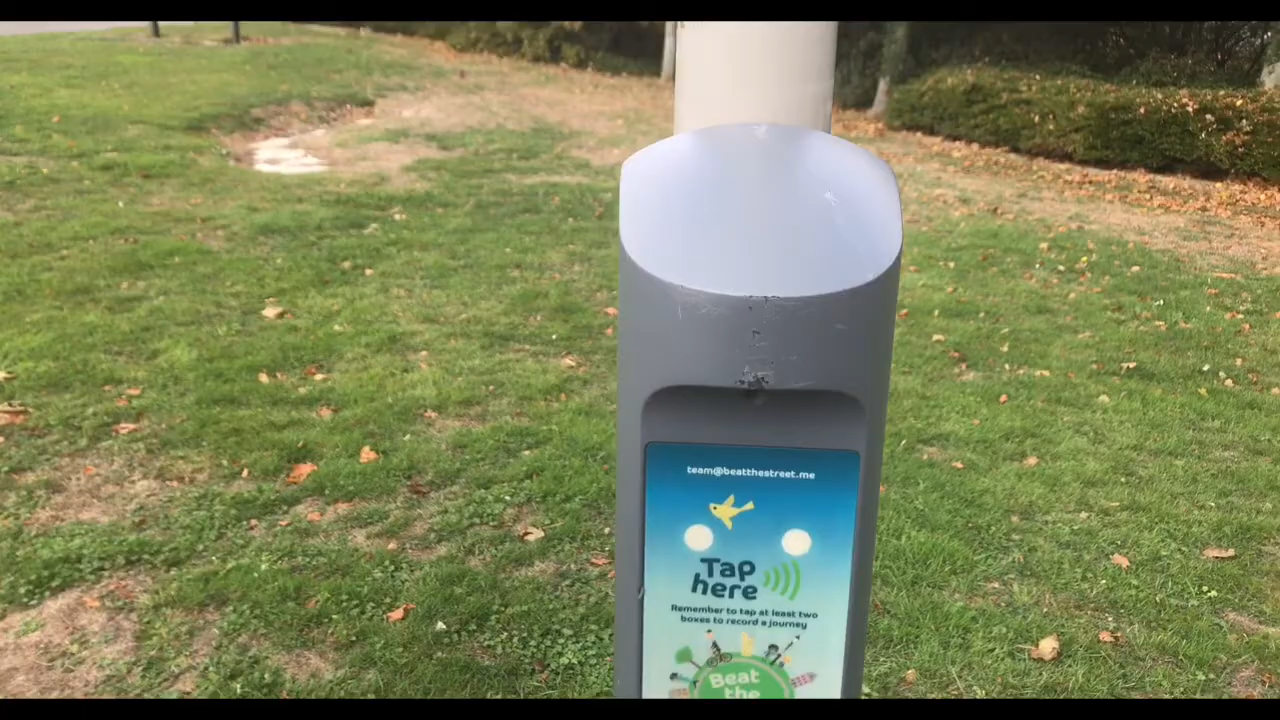 team@beatthestreet.me
Tap
here
Remember to tap at least two
boxes to record a journey
Beat
the